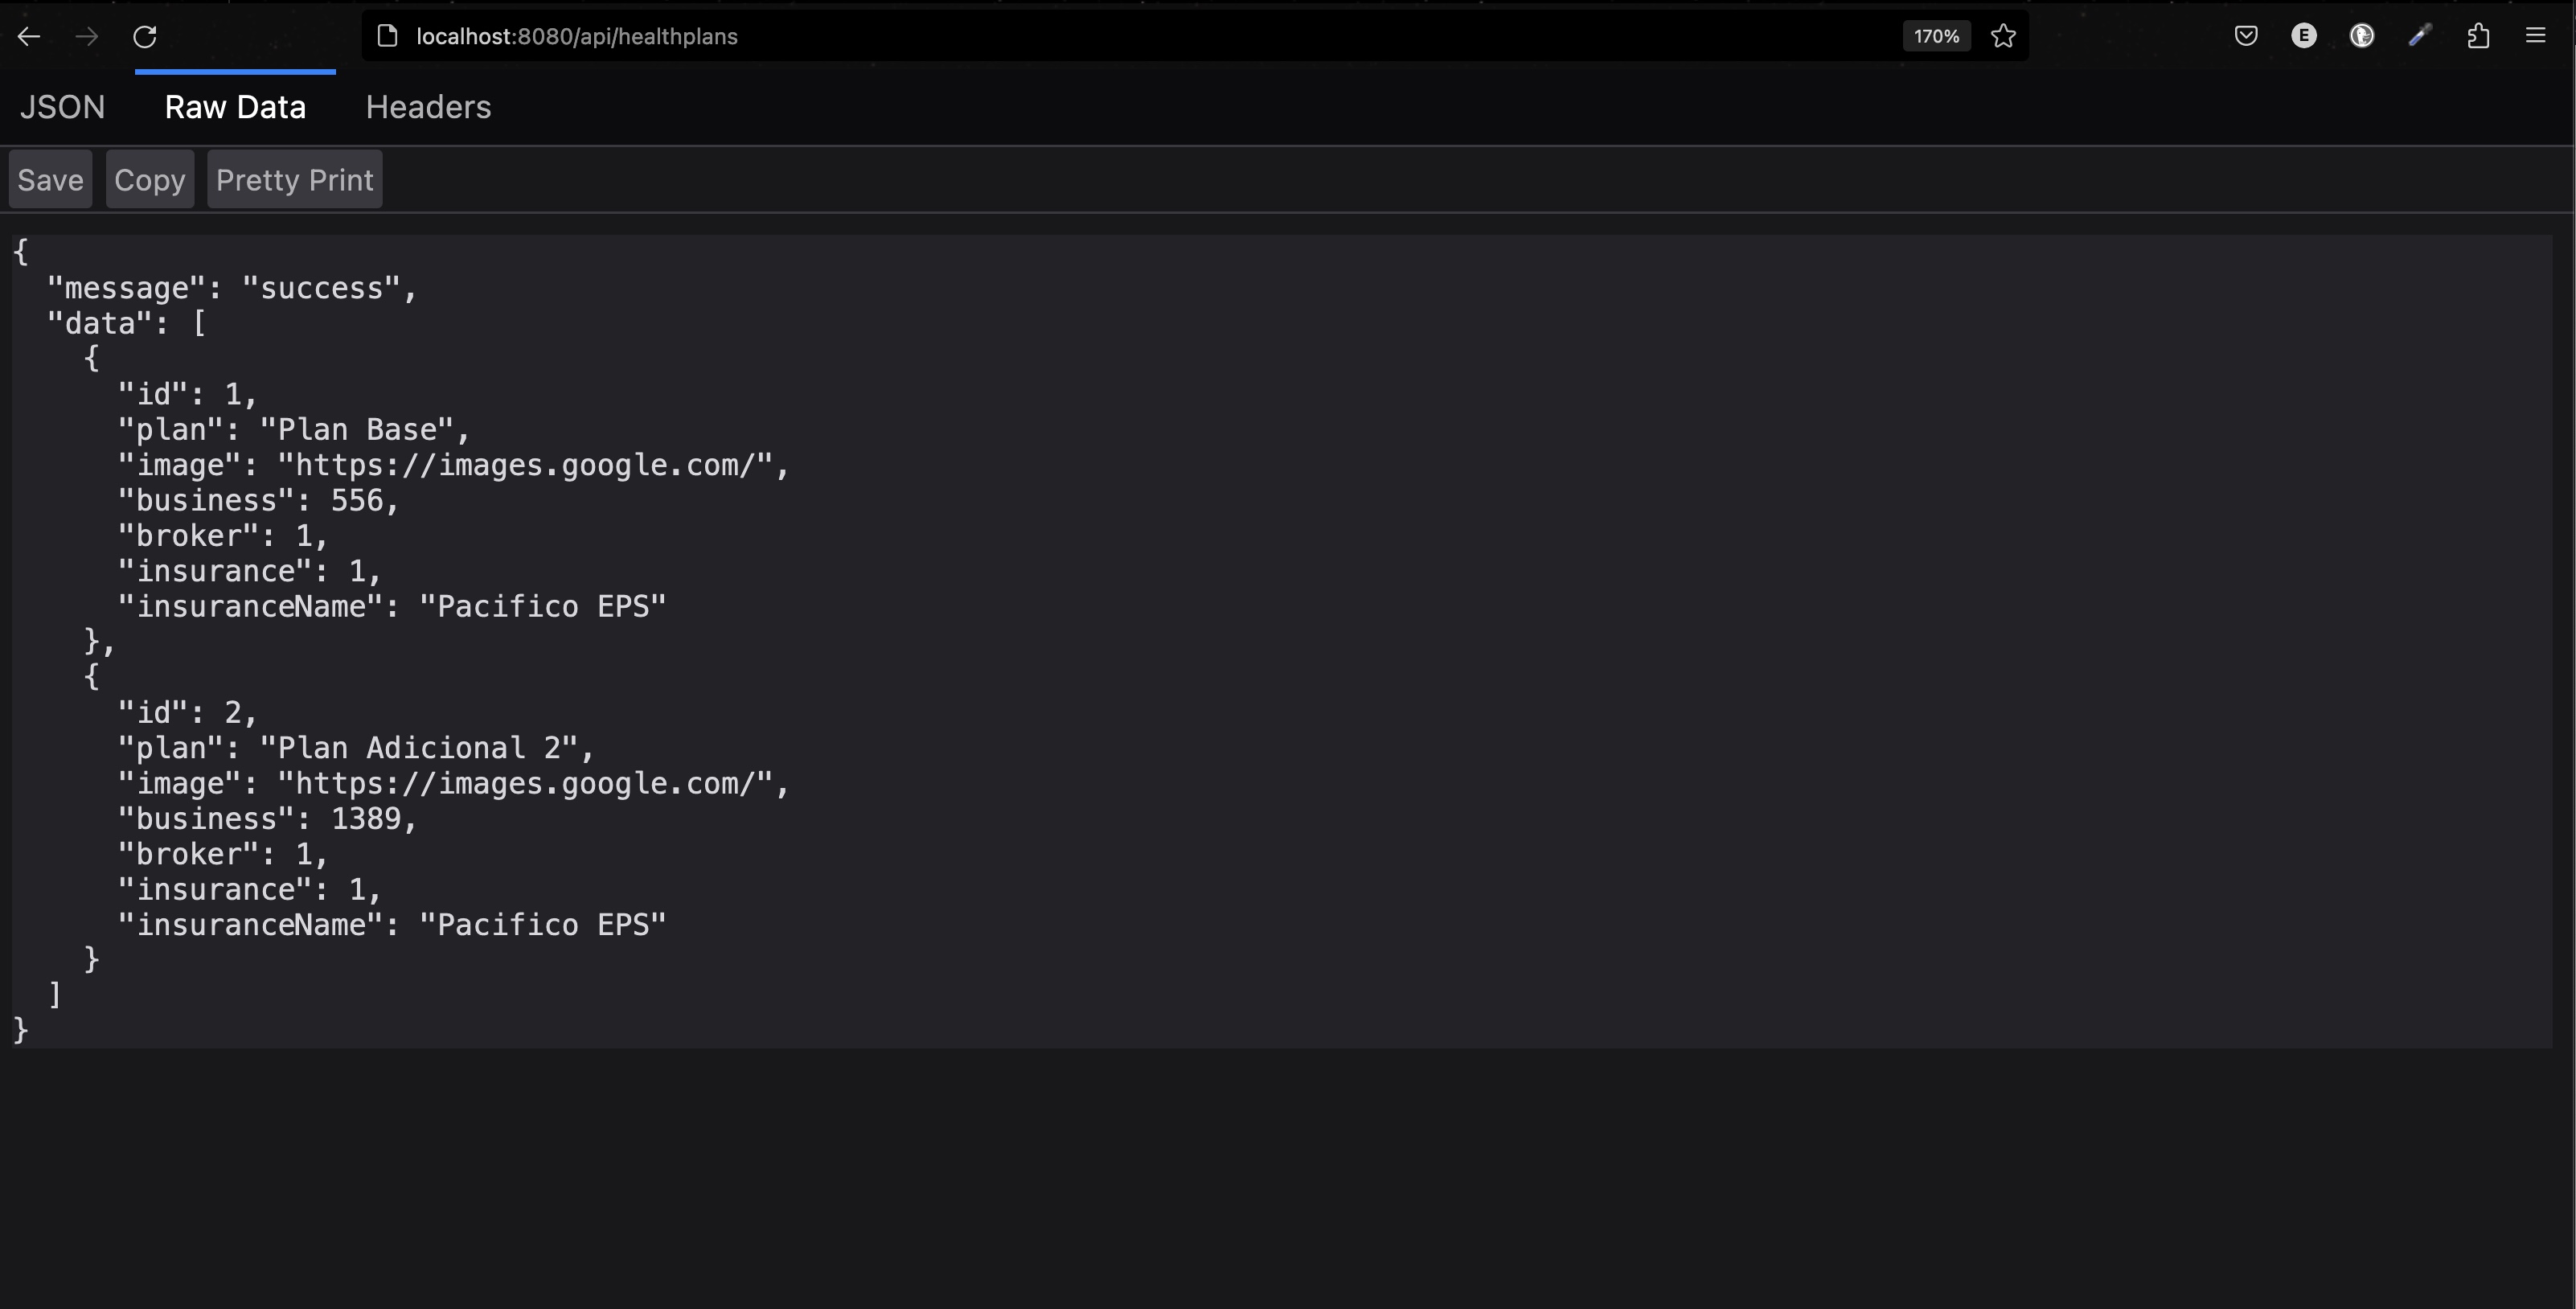 localhost:8080/api/healthplans
170%
E
JSON Raw Data Headers
Save Copy Pretty Print
{
  "message": "success",
  "data": [
    {
      "id": 1,
      "plan": "Plan Base",
      "image": "https://images.google.com/",
      "business": 556,
      "broker": 1,
      "insurance": 1,
      "insuranceName": "Pacifico EPS"
    },
    {
      "id": 2,
      "plan": "Plan Adicional 2",
      "image": "https://images.google.com/",
      "business": 1389,
      "broker": 1,
      "insurance": 1,
      "insuranceName": "Pacifico EPS"
    }
  ]
}